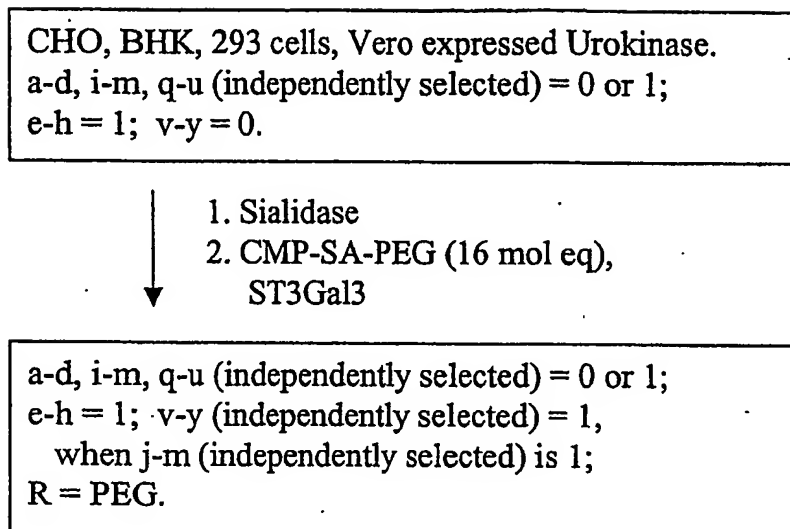 CHO, BHK, 293 cells, Vero expressed Urokinase.
a-d, i-m, q-u (independently selected) = 0 or 1;
e-h = 1; v-y = 0.
1. Sialidase
2. CMP-SA-PEG (16 mol eq),
ST3Gal3
a-d, i-m, q-u (independently selected) = 0 or 1;
e-h = 1; v-y (independently selected) = 1,
when j-m (independently selected) is 1;
R = PEG.